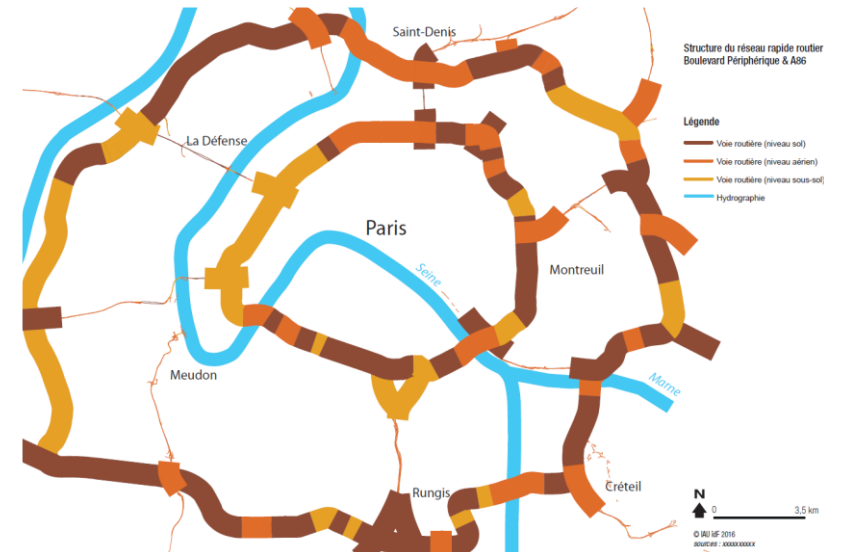 Saint-Denis
La Défense
Paris
Seine
Montreuil
Meudon
Marne
Rungis
Créteil
Structure du réseau rapide routier
Boulevard Périphérique & A86
Légende
Voie routière (niveau sol)
Voie routière (niveau aérien)
Voie routière (niveau sous-sol)
Hydrographie
N
0 3,5 km
© IAU îdF 2016
sources : xxxxxxxxxx